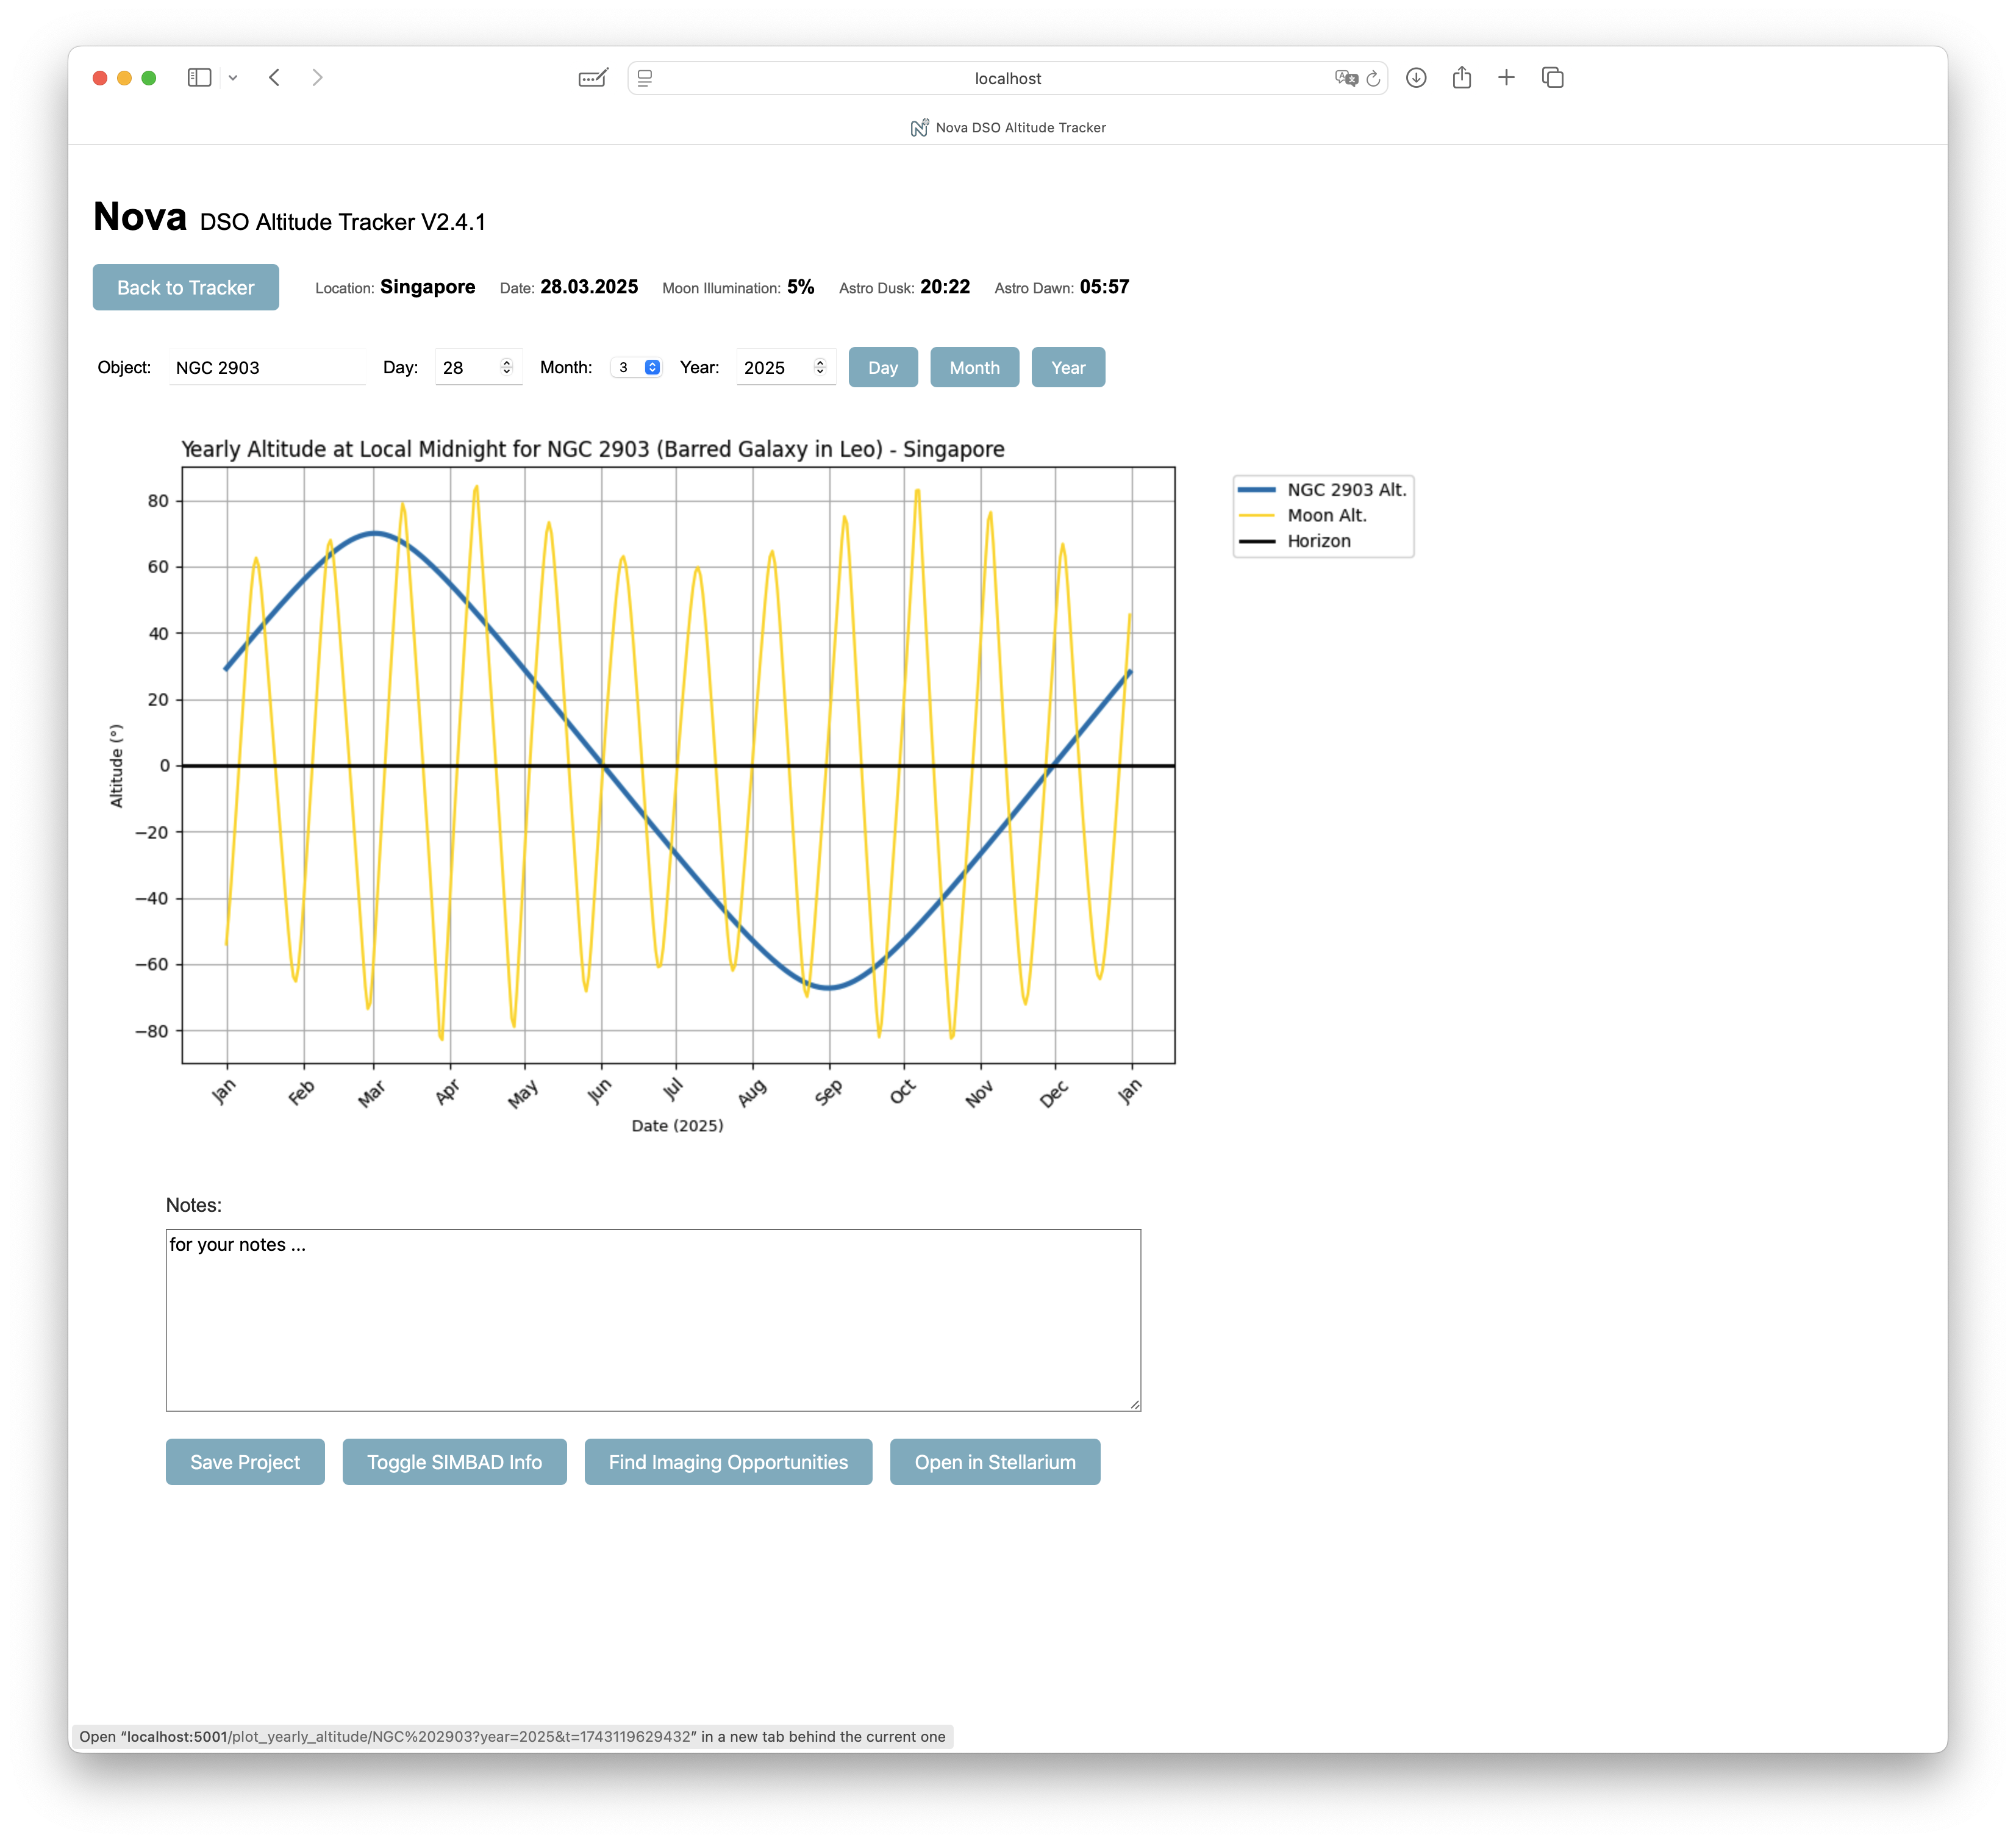 localhost
Nova DSO Altitude Tracker
Nova DSO Altitude Tracker V2.4.1
Back to Tracker Location: Singapore Date: 28.03.2025 Moon Illumination: 5% Astro Dusk: 20:22 Astro Dawn: 05:57
Object: NGC 2903 Day: 28 Month: 3 Year: 2025 Day Month Year
Yearly Altitude at Local Midnight for NGC 2903 (Barred Galaxy in Leo) - Singapore
NGC 2903 Alt.
Moon Alt.
Horizon
Altitude (°)
80
60
40
20
0
−20
−40
−60
−80
Jan Feb Mar Apr May Jun Jul Aug Sep Oct Nov Dec Jan
Date (2025)
Notes:
for your notes ...
Save Project Toggle SIMBAD Info Find Imaging Opportunities Open in Stellarium
Open “localhost:5001/plot_yearly_altitude/NGC%202903?year=2025&t=1743119629432” in a new tab behind the current one